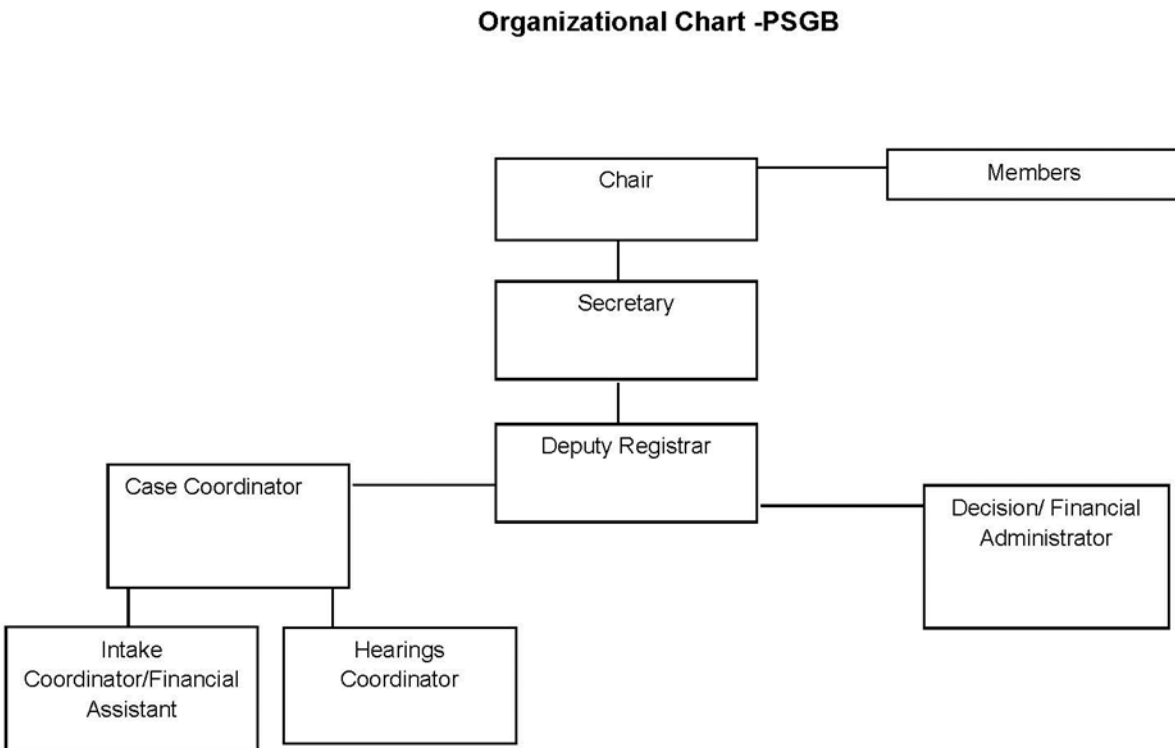 Organizational Chart -PSGB
Chair
Members
Secretary
Deputy Registrar
Case Coordinator
Decision/ Financial
Administrator
Intake
Coordinator/Financial
Assistant
Hearings
Coordinator